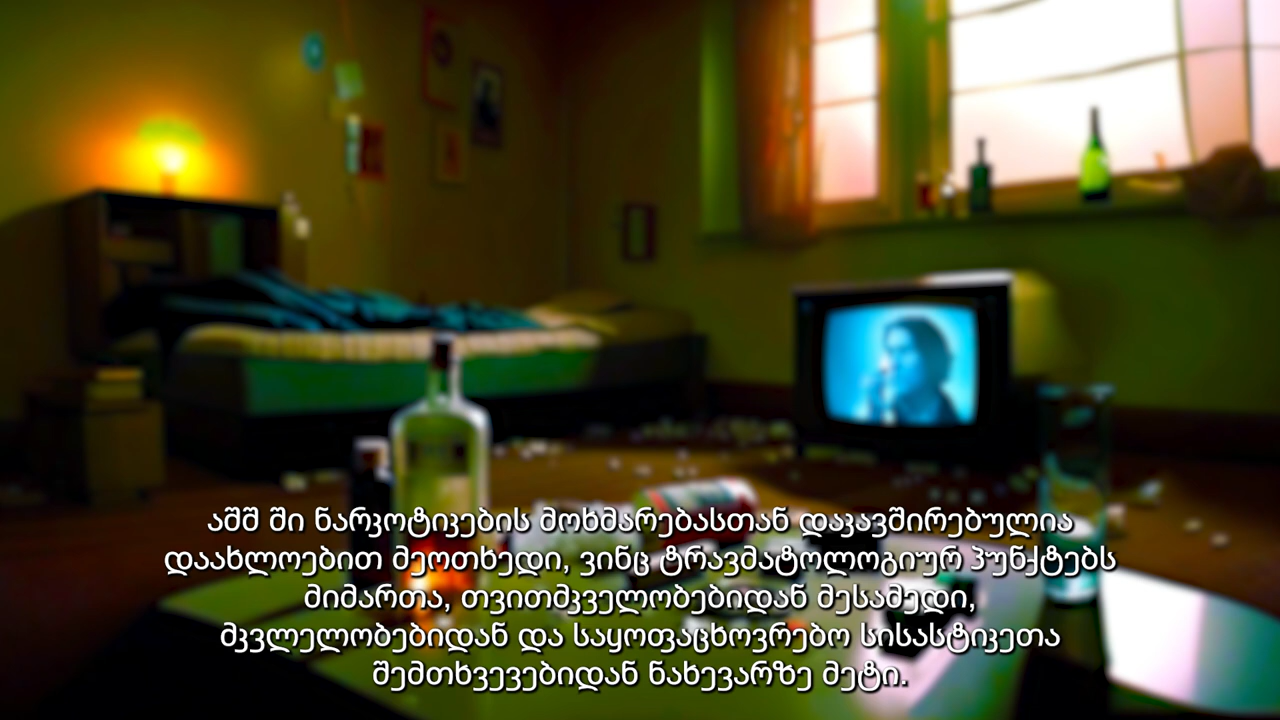 აშშ ში ნარკოტიკების მოხმარებასთან დაკავშირებულია
დაახლოებით მეოთხედი, ვინც ტრავმატოლოგიურ პუნქტებს
მიმართა, თვითმკველობებიდან მესამედი,
მკვლელობებიდან და საყოფაცხოვრებო სისასტიკეთა
შემთხვევებიდან ნახევარზე მეტი.